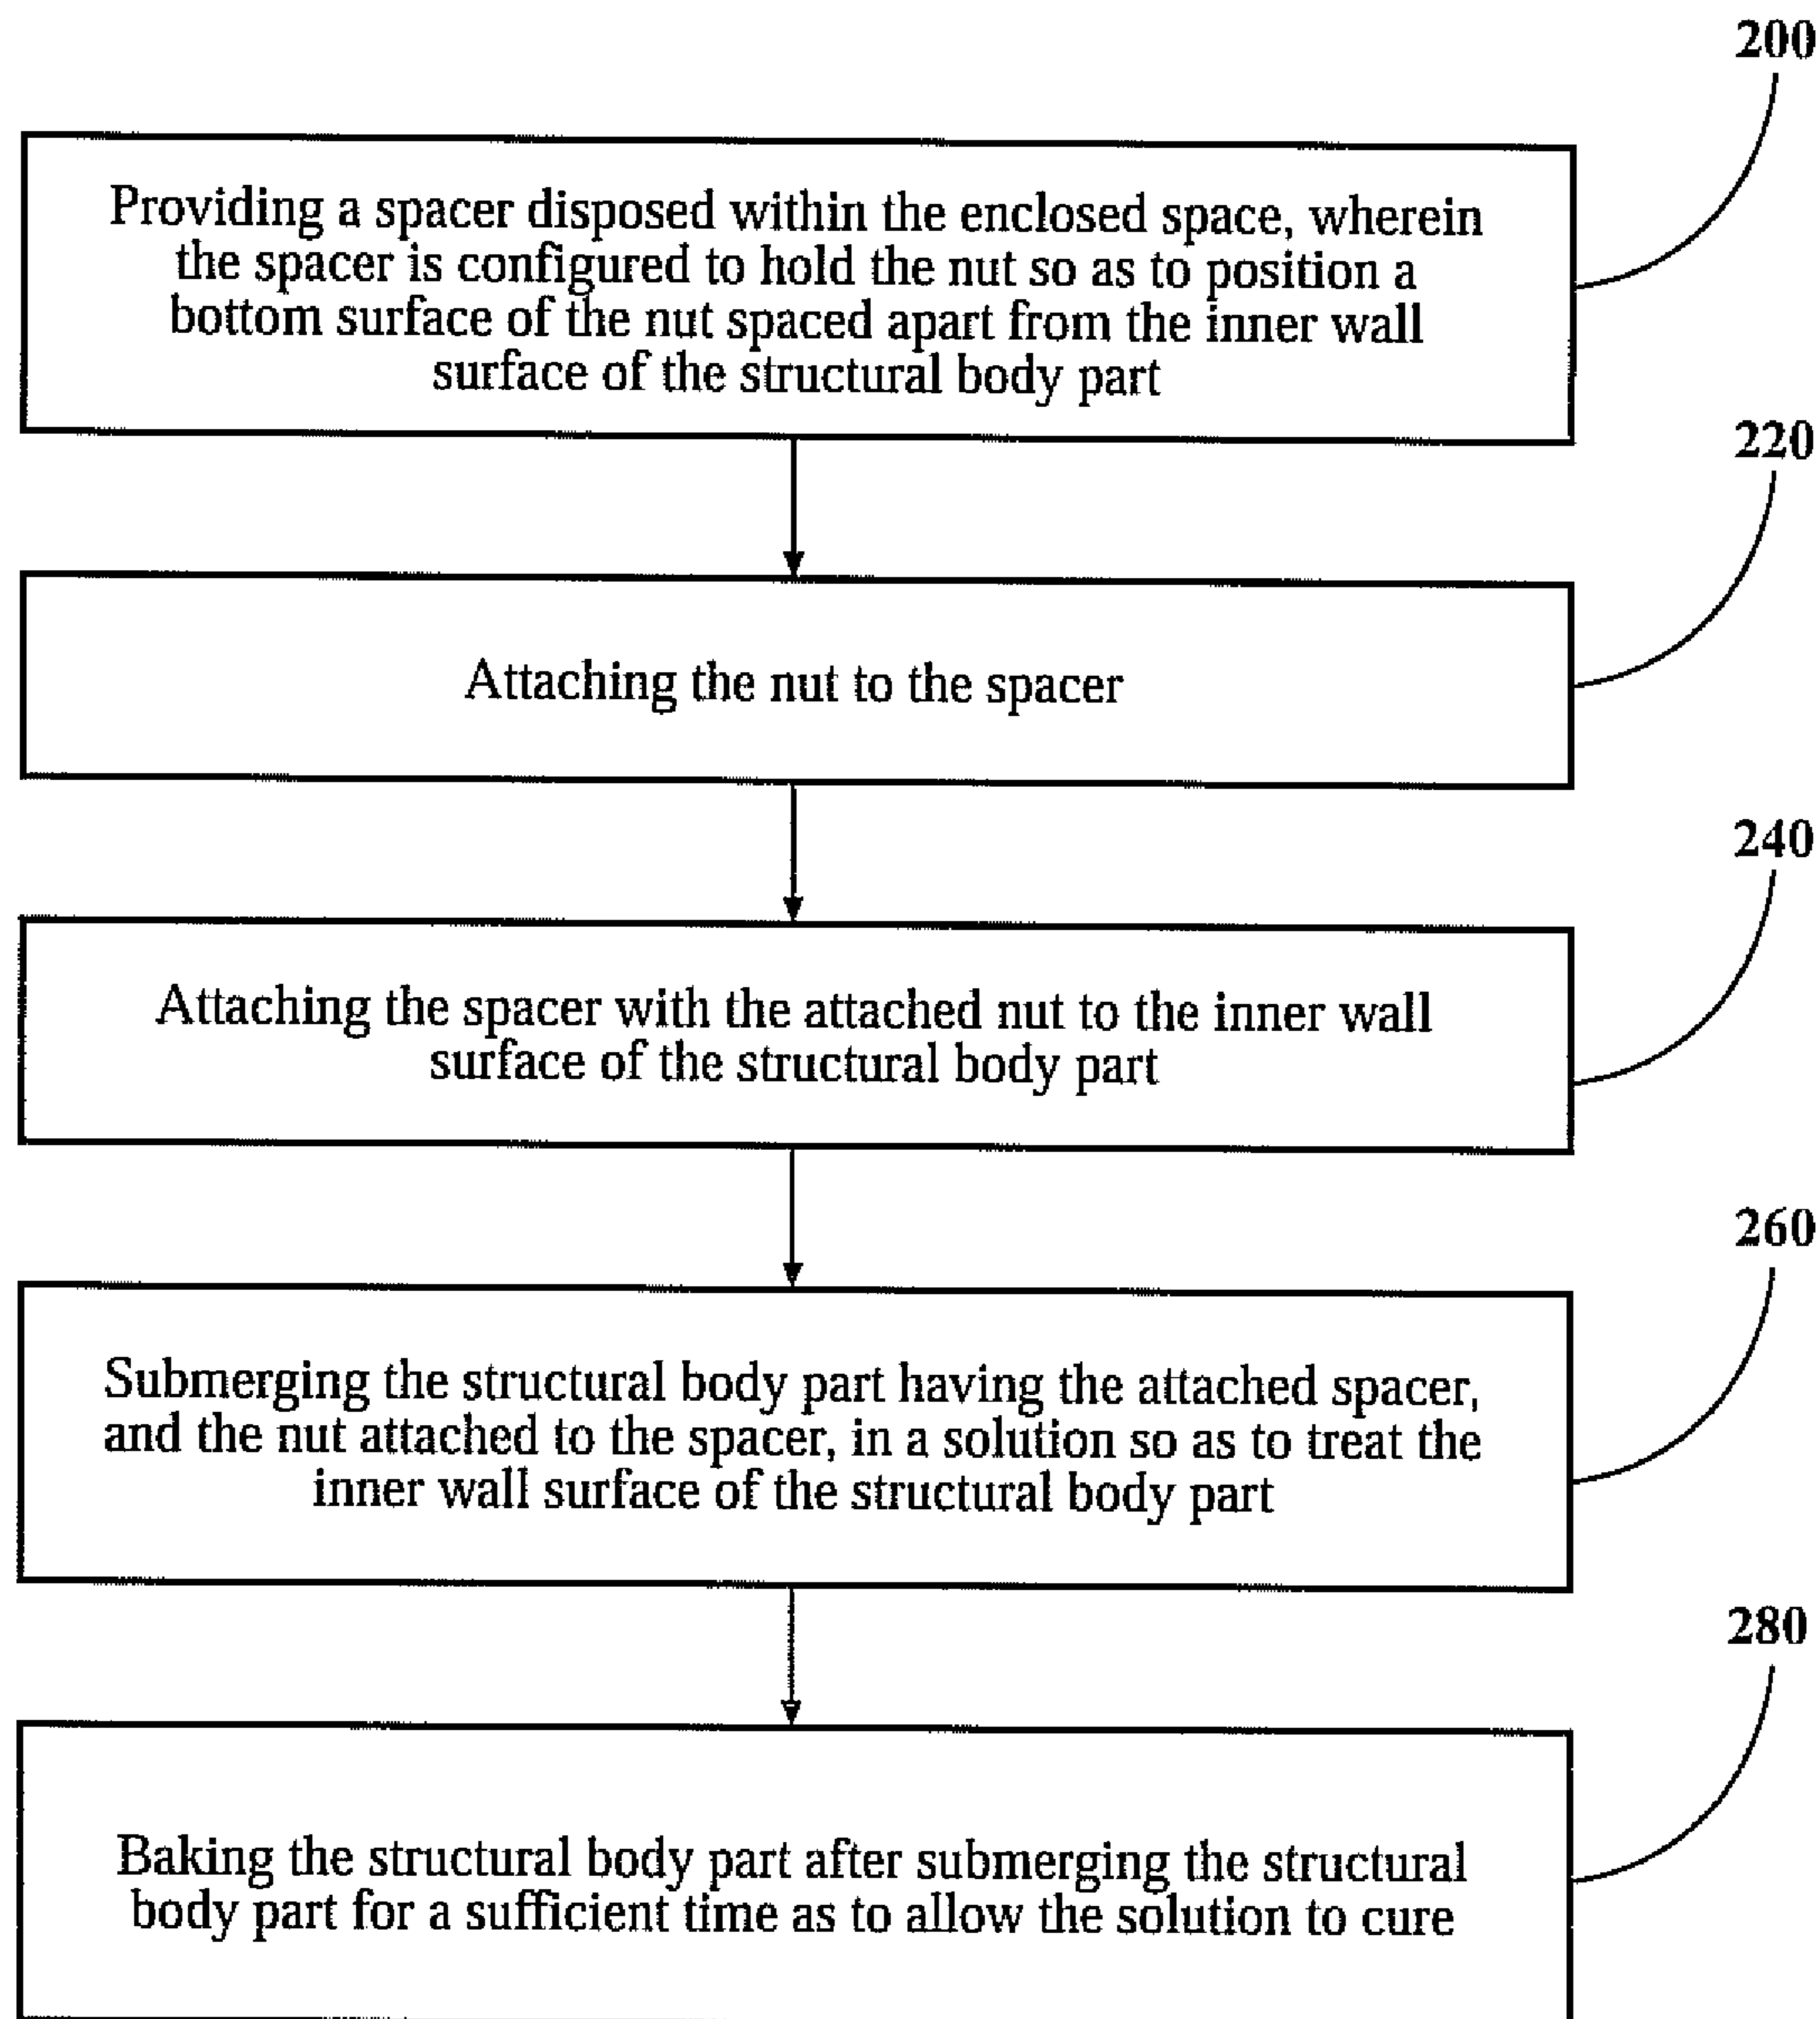 200
Providing a spacer disposed within the enclosed space, wherein
the spacer is configured to hold the nut so as to position a
bottom surface of the nut spaced apart from the inner wall
surface of the structural body part
220
Attaching the nut to the spacer
240
Attaching the spacer with the attached nut to the inner wall
surface of the structural body part
260
Submerging the structural body part having the attached spacer,
and the nut attached to the spacer, in a solution so as to treat the
inner wall surface of the structural body part
280
Baking the structural body part after submerging the structural
body part for a sufficient time as to allow the solution to cure